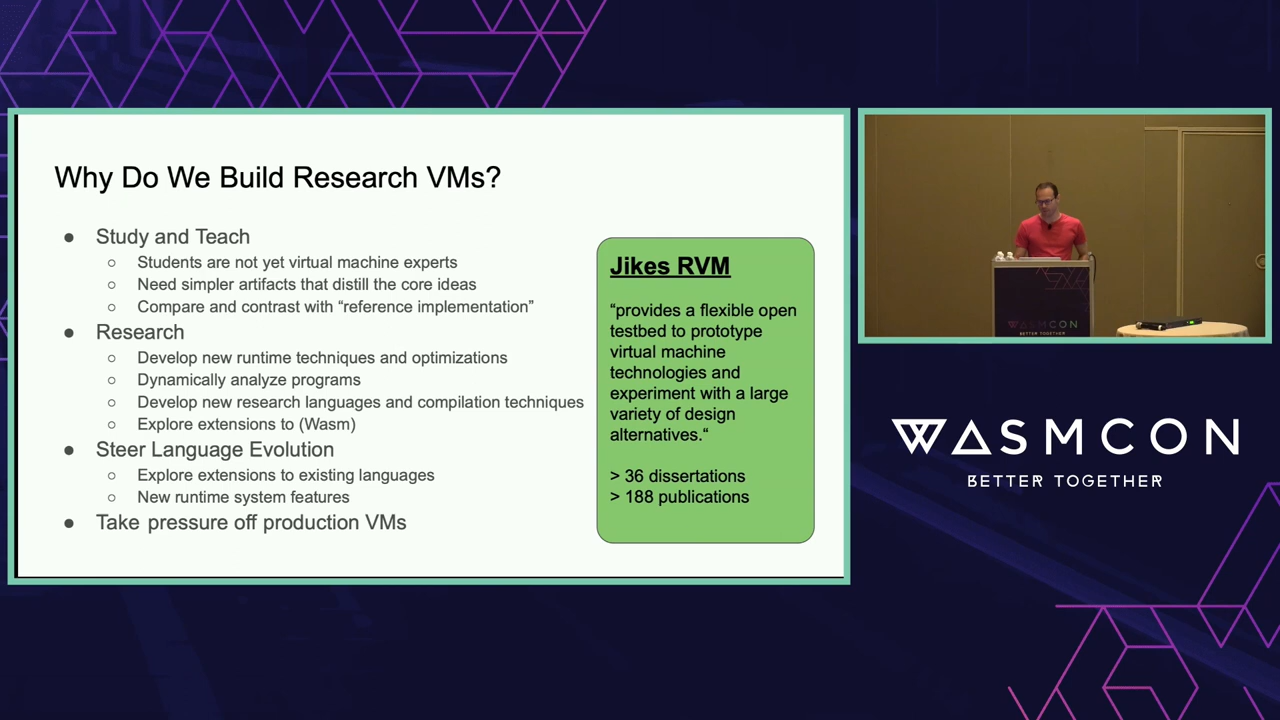 Why Do We Build Research VMs?
● Study and Teach
○ Students are not yet virtual machine experts
○ Need simpler artifacts that distill the core ideas
○ Compare and contrast with “reference implementation”
● Research
○ Develop new runtime techniques and optimizations
○ Dynamically analyze programs
○ Develop new research languages and compilation techniques
○ Explore extensions to (Wasm)
● Steer Language Evolution
○ Explore extensions to existing languages
○ New runtime system features
● Take pressure off production VMs
Jikes RVM
“provides a flexible open
testbed to prototype
virtual machine
technologies and
experiment with a large
variety of design
alternatives.“
> 36 dissertations
> 188 publications
WASMCON
BETTER TOGETHER
WASMCON
BETTER TOGETHER